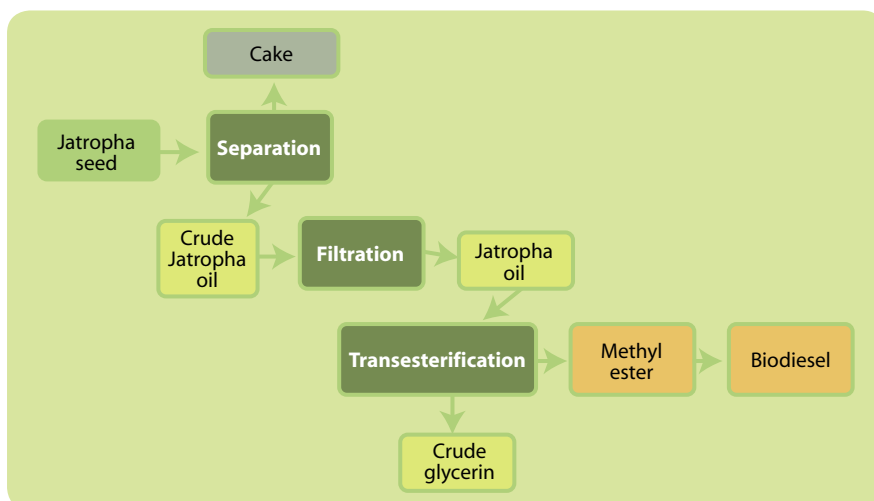 Cake
Jatropha
seed
Separation
Crude
Jatropha
oil
Filtration
Jatropha
oil
Transesterification
Methyl
ester
Biodiesel
Crude
glycerin